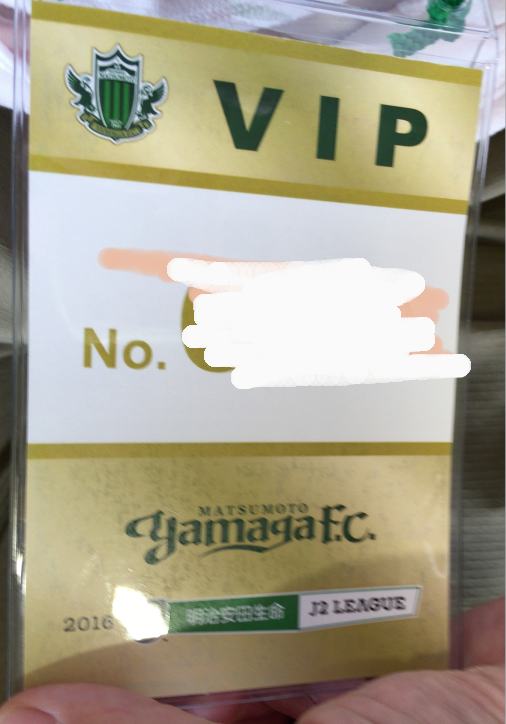 VIP
No.
MATSUMOTO
yamaga F.C.
2016 明治安田生命 J2 LEAGUE